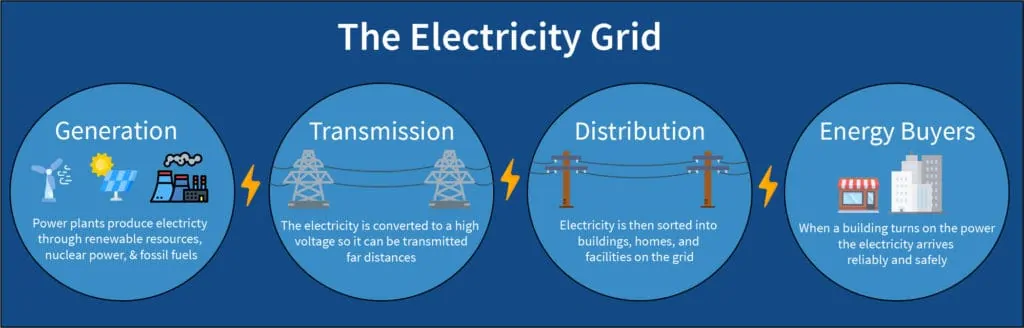 The Electricity Grid
Generation
Power plants produce electricty
through renewable resources,
nuclear power, & fossil fuels
Transmission
The electricity is converted to a high
voltage so it can be transmitted
far distances
Distribution
Electricity is then sorted into
buildings, homes, and
facilities on the grid
Energy Buyers
When a building turns on the power
the electricity arrives
reliably and safely